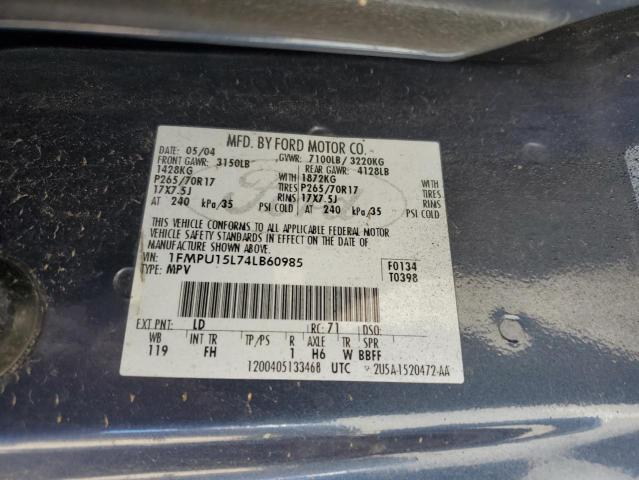 MFD. BY FORD MOTOR CO.
DATE: 05/04 GVWR: 7100LB/ 3220KG
FRONT GAWR: 3150LB REAR GAWR: 4128LB
1428KG WITH 1872KG WITH
P265/70R17 TIRES P265/70R17 TIRES
17X7.5J RIMS 17X7.5J RIMS
AT 240 kPa/35 PSI COLD AT 240 kPa/35 PSI COLD
Ford
THIS VEHICLE CONFORMS TO ALL APPLICABLE FEDERAL MOTOR
VEHICLE SAFETY STANDARDS IN EFFECT ON THE DATE OF
MANUFACTURE SHOWN ABOVE.
VIN: 1FMPU15L74LB60985
TYPE: MPV
F0134
T0398
EXT PNT: LD RC: 71 DSO:
WB INT TR TP/PS R AXLE TR SPR
119 FH 1 H6 W BBFF
1200405133468 UTC 2U5A-1520472-AA